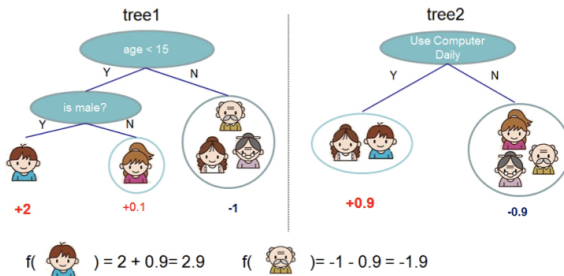 tree1
tree2
age < 15
Use Computer
Daily
Y
N
Y
N
is male?
Y
N
+2
+0.1
-1
+0.9
-0.9
f( ) = 2 + 0.9= 2.9
f( )= -1 - 0.9 = -1.9